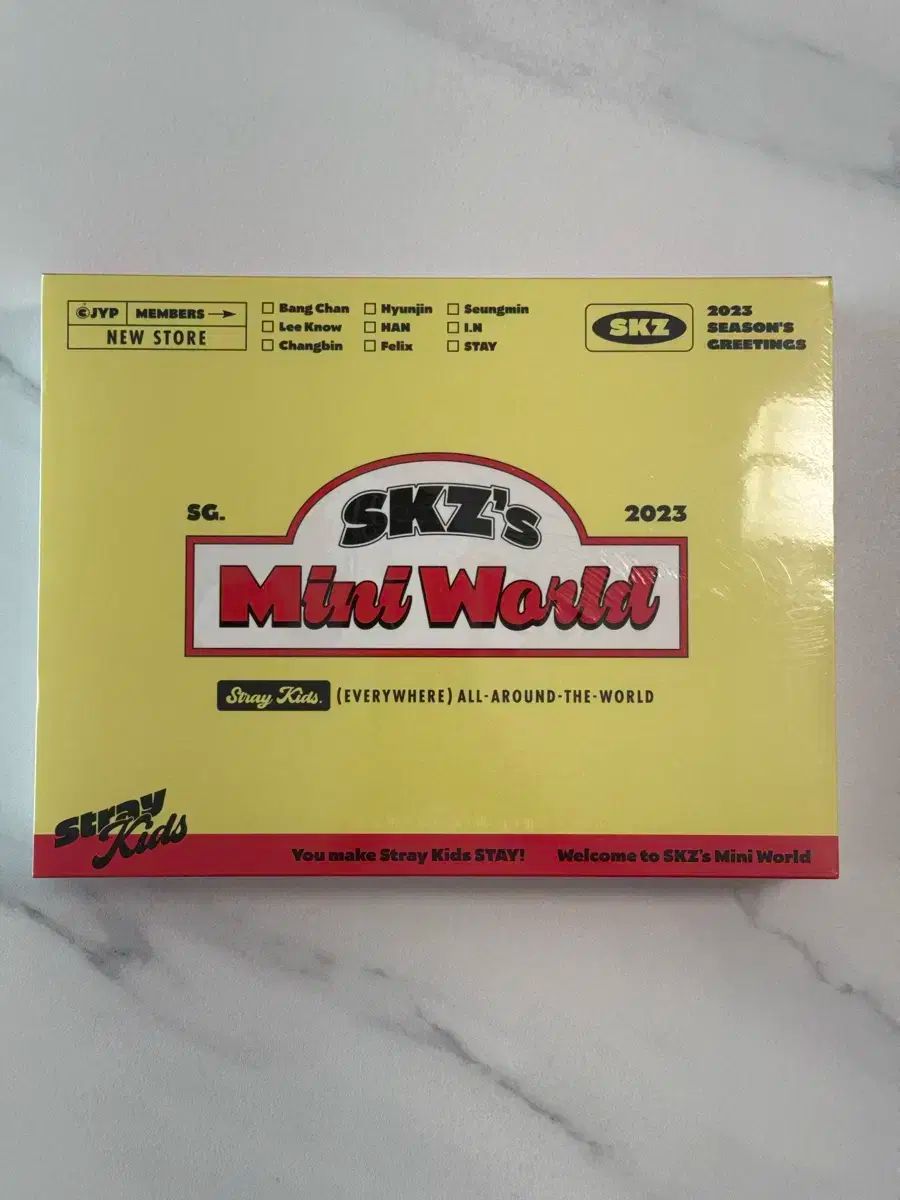 ©JYP MEMBERS →
NEW STORE
☐ Bang Chan ☐ Hyunjin ☐ Seungmin
☐ Lee Know ☐ HAN ☐ I.N
☐ Changbin ☐ Felix ☐ STAY
SKZ
2023
SEASON'S
GREETINGS
SG.
2023
SKZ's
Mini World
Stray Kids. (EVERYWHERE) ALL-AROUND-THE-WORLD
Stray
Kids
You make Stray Kids STAY! Welcome to SKZ's Mini World